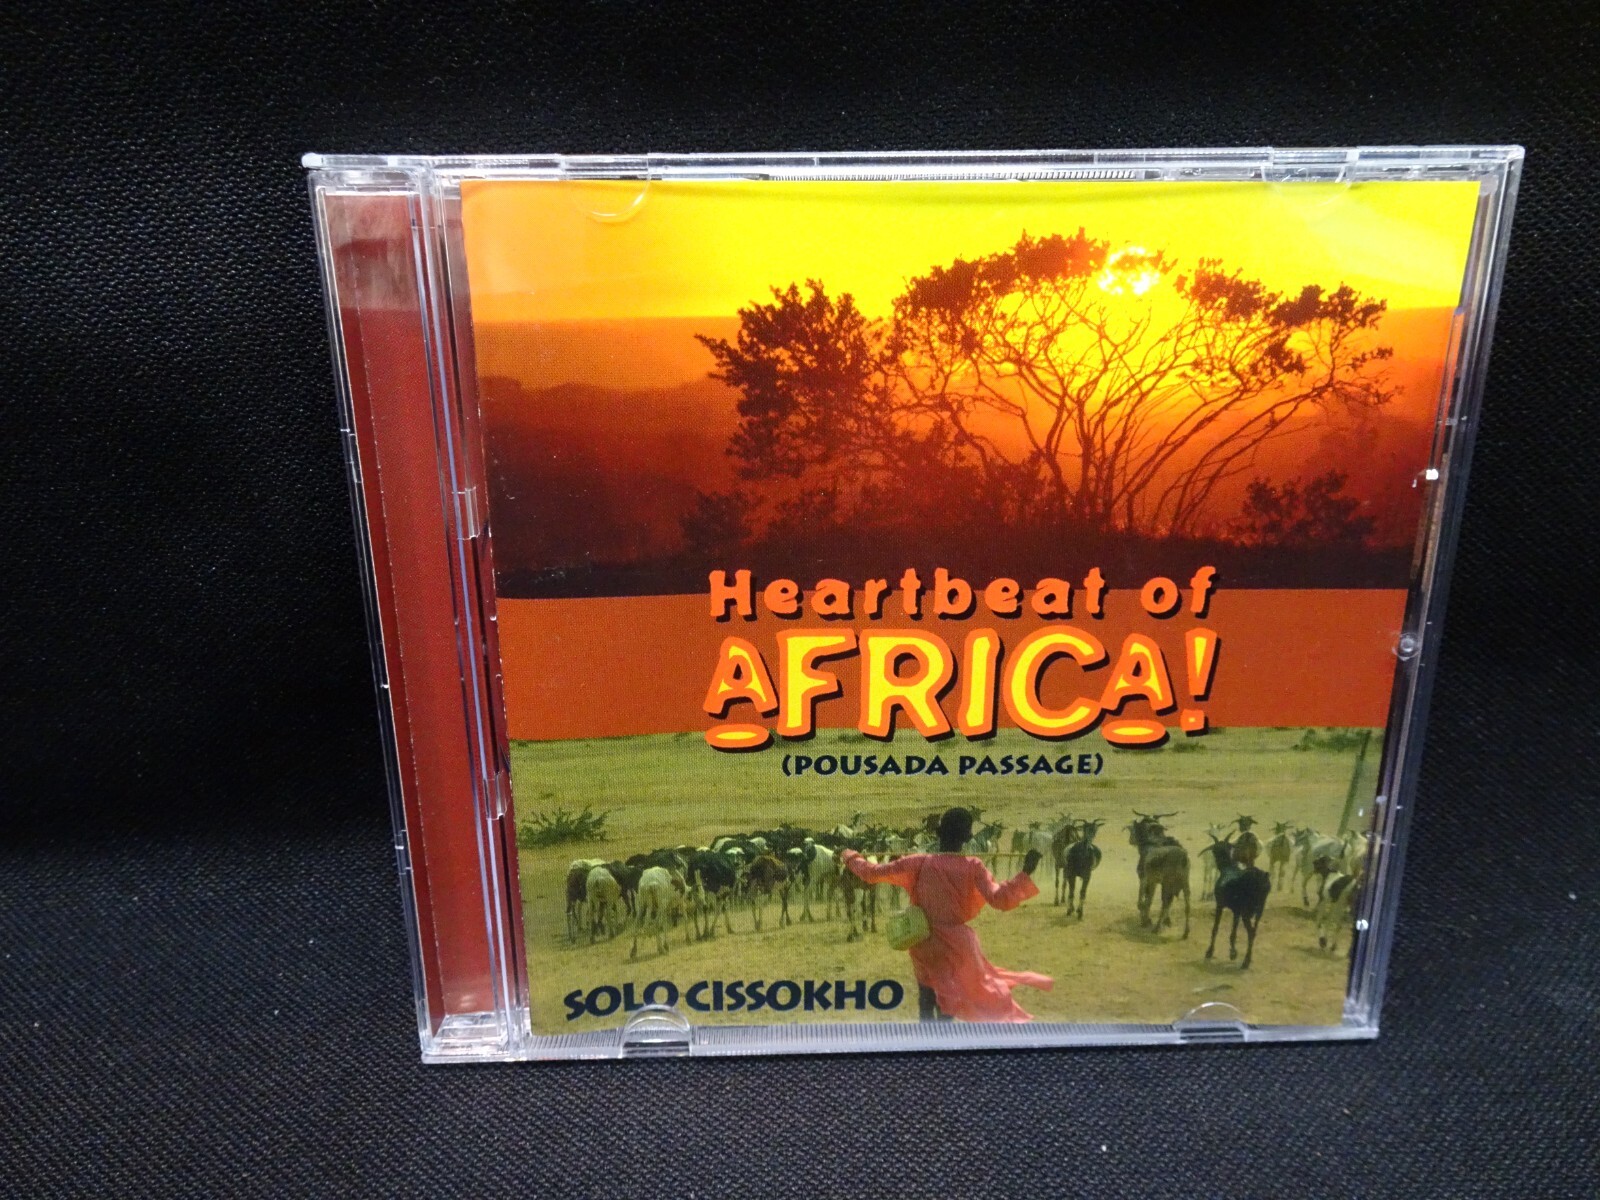 Heartbeat of
AFRICA!
(POUSADA PASSAGE)
SOLO CISSOKHO